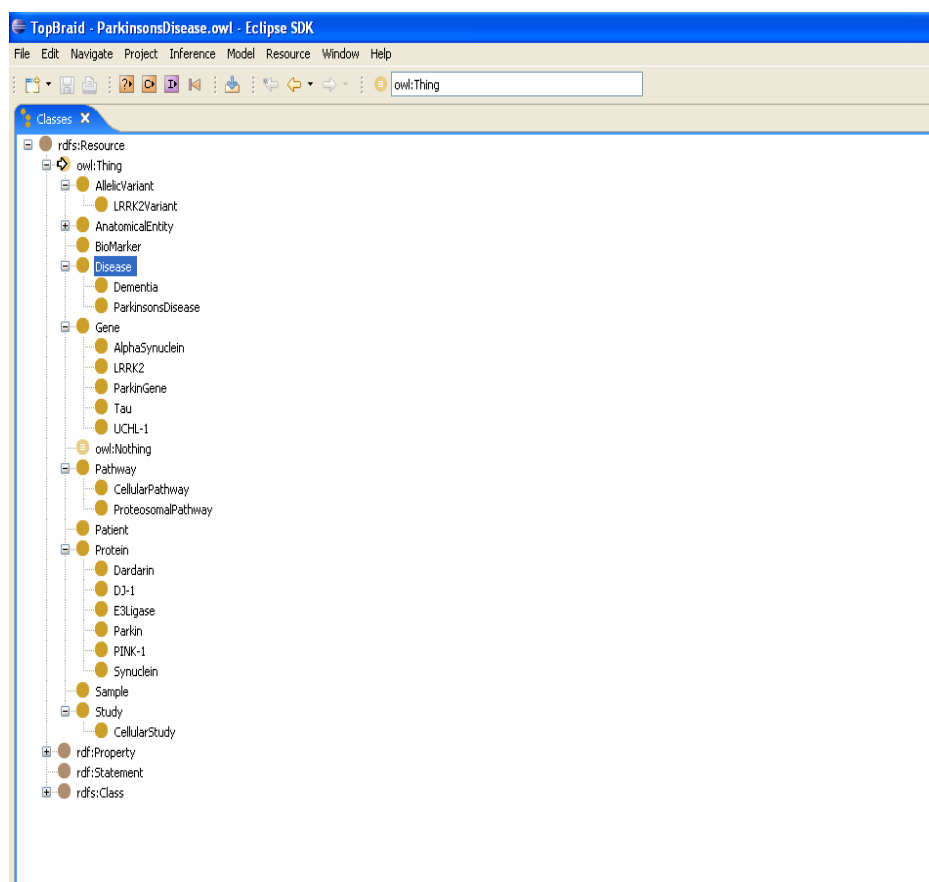 TopBraid - ParkinsonsDisease.owl - Eclipse SDK
File Edit Navigate Project Inference Model Resource Window Help
owl:Thing
Classes
rdfs:Resource
owl:Thing
AllelicVariant
LRRK2Variant
AnatomicalEntity
BioMarker
Disease
Dementia
ParkinsonsDisease
Gene
AlphaSynuclein
LRRK2
ParkinGene
Tau
UCHL-1
owl:Nothing
Pathway
CellularPathway
ProteosomalPathway
Patient
Protein
Dardarin
DJ-1
E3Ligase
Parkin
PINK-1
Synuclein
Sample
Study
CellularStudy
rdf:Property
rdf:Statement
rdfs:Class